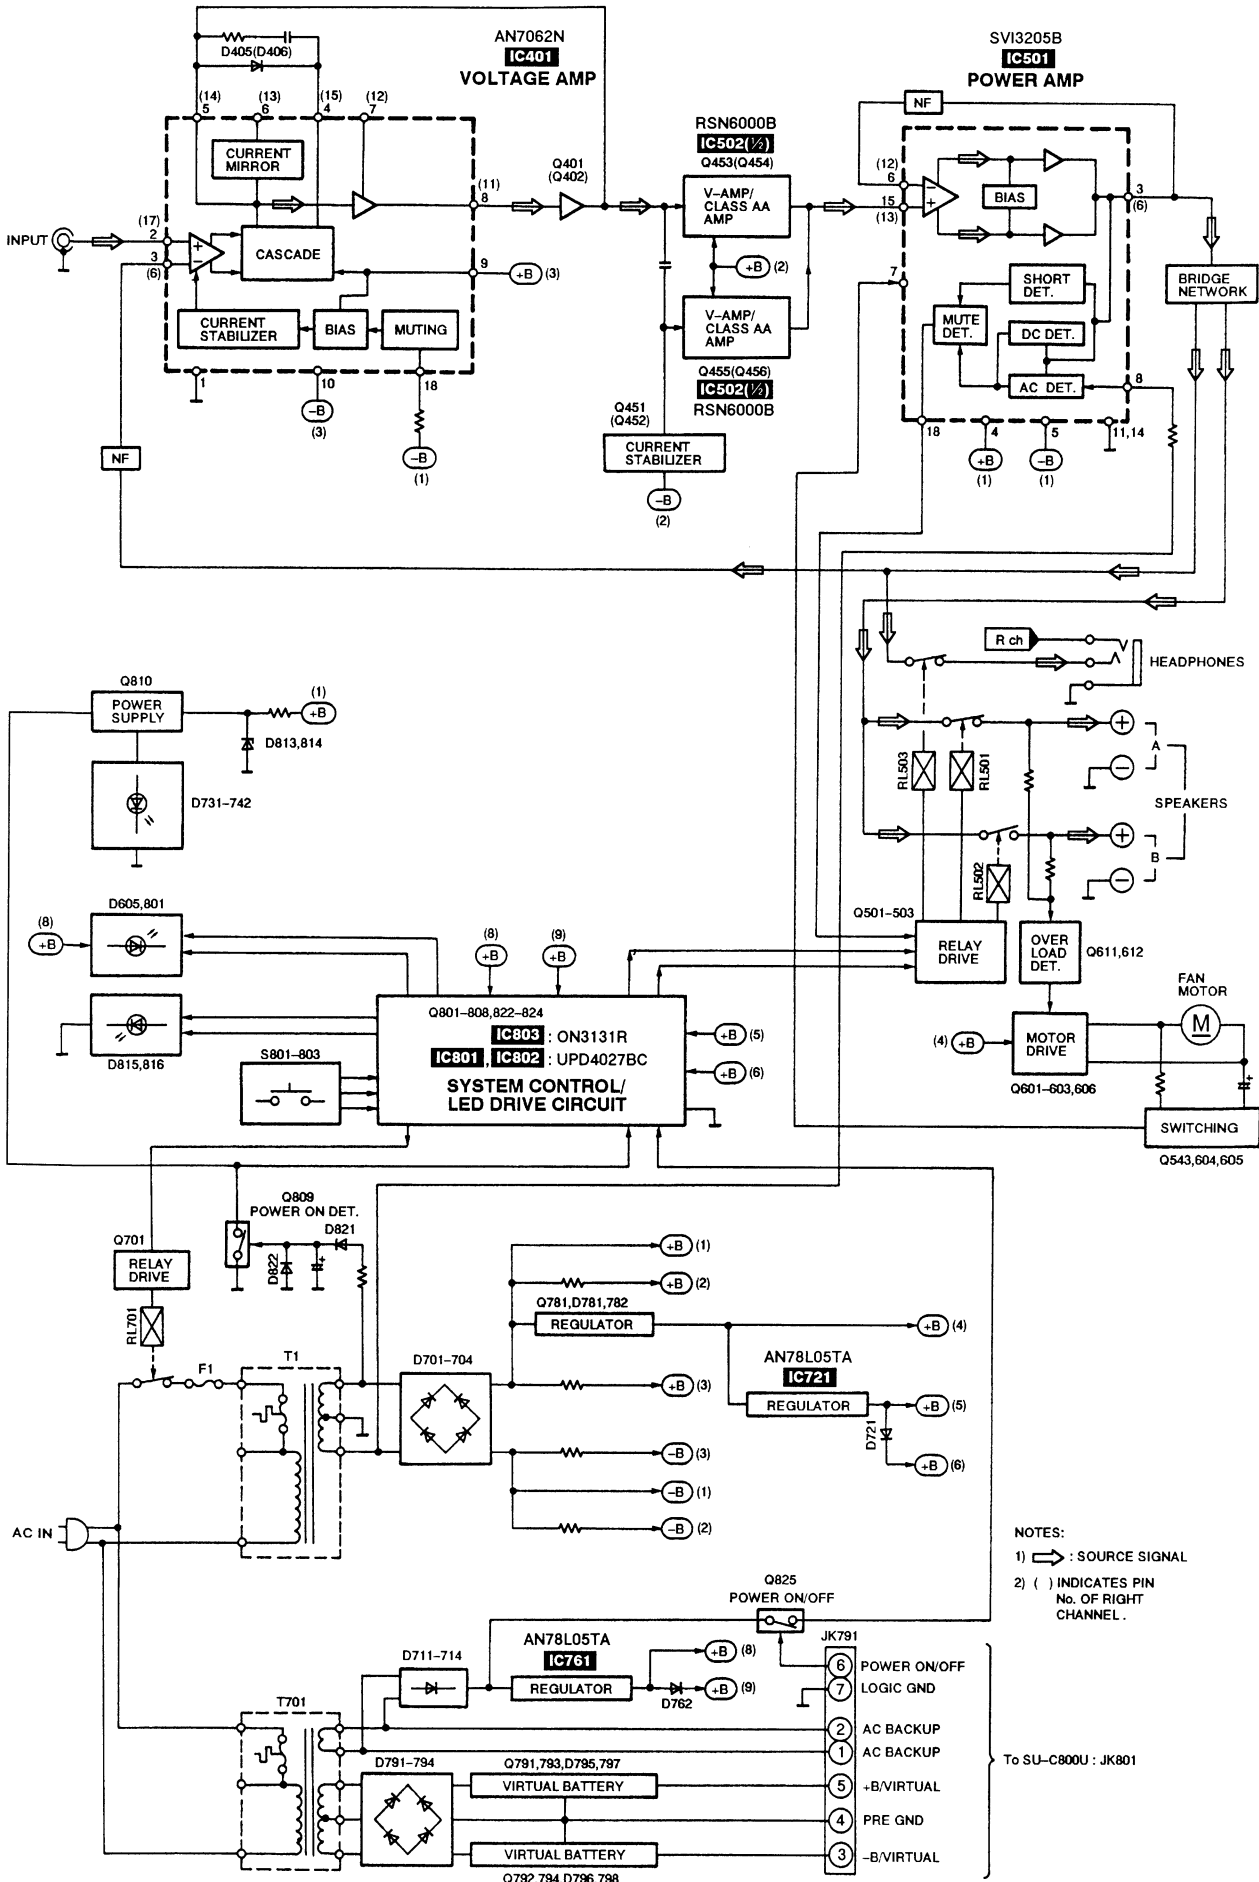 AN7062N
IC401
VOLTAGE AMP
D405(D406)
(14)
5
(13)
6
(15)
4
(12)
7
CURRENT
MIRROR
(11)
8
Q401
(Q402)
INPUT
(17)
2
3
(6)
+
−
CASCADE
9
+B
(3)
CURRENT
STABILIZER
BIAS
MUTING
1
10
−B
(3)
18
−B
(1)
NF
RSN6000B
IC502(½)
Q453(Q454)
V–AMP/
CLASS AA
AMP
+B
(2)
V–AMP/
CLASS AA
AMP
Q455(Q456)
IC502(½)
RSN6000B
Q451
(Q452)
CURRENT
STABILIZER
−B
(2)
SVI3205B
IC501
POWER AMP
NF
(12)
6
15
(13)
−
+
BIAS
3
(6)
7
SHORT
DET.
MUTE
DET.
DC DET.
AC DET.
8
18
4
5
11,14
+B
(1)
−B
(1)
BRIDGE
NETWORK
R ch
HEADPHONES
RL503
RL501
+
A
−
SPEAKERS
+
B
−
RL502
Q501–503
RELAY
DRIVE
OVER
LOAD
DET.
Q611,612
FAN
MOTOR
M
(4)
+B
MOTOR
DRIVE
Q601–603,606
+
SWITCHING
Q543,604,605
Q810
POWER
SUPPLY
(1)
+B
D813,814
D731–742
D605,801
(8)
+B
D815,816
S801–803
(8)
+B
(9)
+B
Q801–808,822–824
IC803 : ON3131R
IC801 , IC802 : UPD4027BC
SYSTEM CONTROL/
LED DRIVE CIRCUIT
+B
(5)
+B
(6)
Q809
POWER ON DET.
D821
D822
+
Q701
RELAY
DRIVE
RL701
F1
T1
D701–704
+B
(1)
+B
(2)
Q781,D781,782
REGULATOR
+B
(4)
+B
(3)
AN78L05TA
IC721
REGULATOR
+B
(5)
D721
+B
(6)
−B
(3)
−B
(1)
−B
(2)
AC IN
NOTES:
1) : SOURCE SIGNAL
2) ( ) INDICATES PIN
No. OF RIGHT
CHANNEL.
Q825
POWER ON/OFF
D711–714
AN78L05TA
IC761
REGULATOR
+B
(8)
D762
+B
(9)
T701
JK791
6 POWER ON/OFF
7 LOGIC GND
2 AC BACKUP
1 AC BACKUP
5 +B/VIRTUAL
4 PRE GND
3 −B/VIRTUAL
To SU–C800U : JK801
D791–794
Q791,793,D795,797
VIRTUAL BATTERY
VIRTUAL BATTERY
Q792,794,D796,798